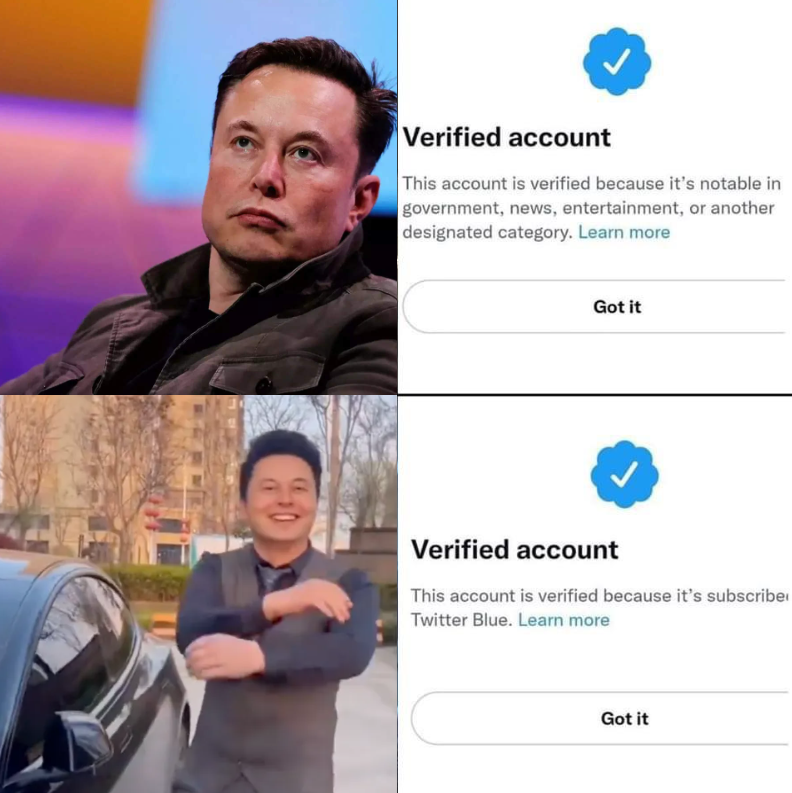 Verified account
This account is verified because it's notable in
government, news, entertainment, or another
designated category. Learn more
Got it
Verified account
This account is verified because it's subscribe
Twitter Blue. Learn more
Got it